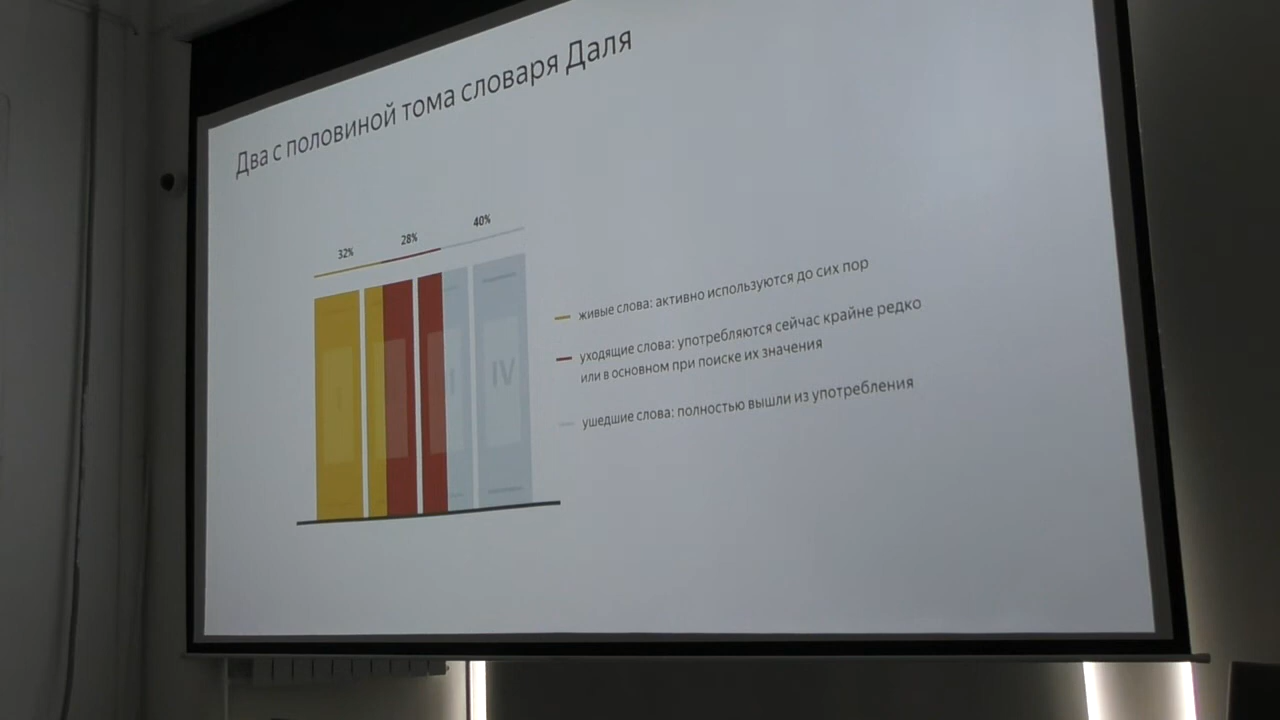 Два с половиной тома словаря Даля
32%
28%
40%
I
IV
живые слова: активно используются до сих пор
уходящие слова: употребляются сейчас крайне редко
или в основном при поиске их значения
ушедшие слова: полностью вышли из употребления